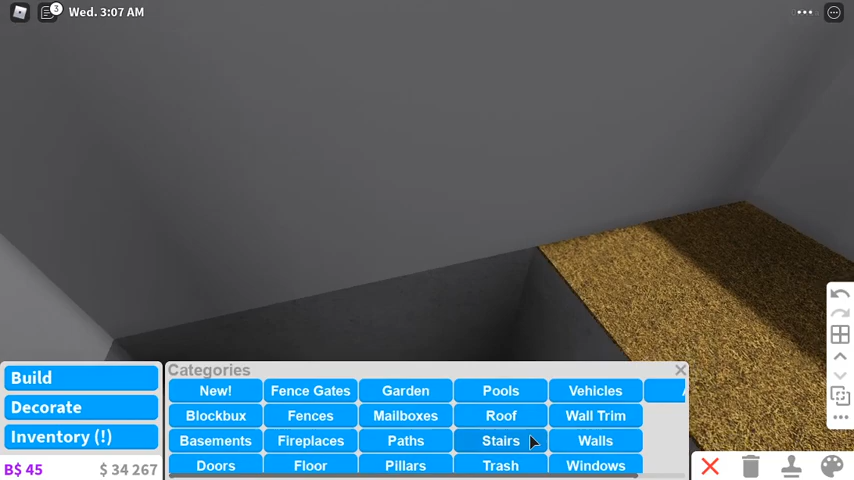 3
Wed. 3:07 AM
Categories
New! Fence Gates Garden Pools Vehicles
Blockbux Fences Mailboxes Roof Wall Trim
Basements Fireplaces Paths Stairs Walls
Doors Floor Pillars Trash Windows
Build
Decorate
Inventory (!)
B$ 45 $ 34 267